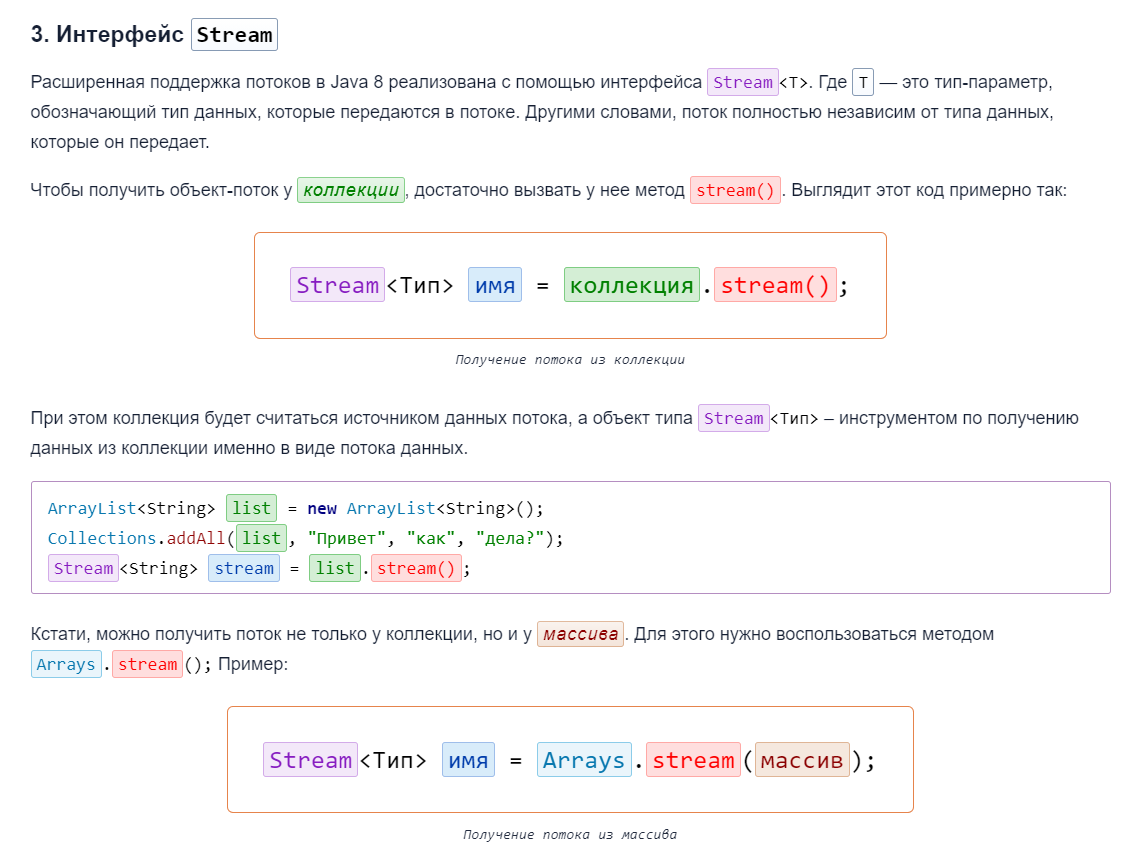 3. Интерфейс Stream
Расширенная поддержка потоков в Java 8 реализована с помощью интерфейса Stream<T>. Где T — это тип-параметр,
обозначающий тип данных, которые передаются в потоке. Другими словами, поток полностью независим от типа данных,
которые он передает.
Чтобы получить объект-поток у коллекции, достаточно вызвать у нее метод stream(). Выглядит этот код примерно так:
Stream<Тип> имя = коллекция.stream();
Получение потока из коллекции
При этом коллекция будет считаться источником данных потока, а объект типа Stream<Тип> – инструментом по получению
данных из коллекции именно в виде потока данных.
ArrayList<String> list = new ArrayList<String>();
Collections.addAll(list, "Привет", "как", "дела?");
Stream<String> stream = list.stream();
Кстати, можно получить поток не только у коллекции, но и у массива. Для этого нужно воспользоваться методом
Arrays.stream(); Пример:
Stream<Тип> имя = Arrays.stream(массив);
Получение потока из массива